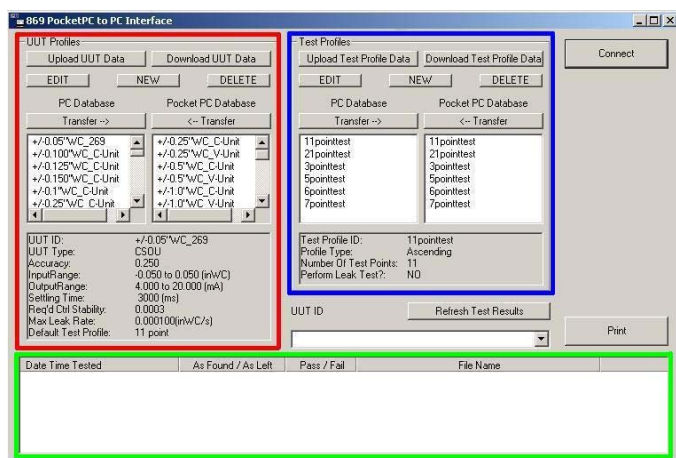 869 PocketPC to PC Interface
UUT Profiles
Upload UUT Data Download UUT Data
EDIT NEW DELETE
PC Database Pocket PC Database
Transfer --> <-- Transfer
+/-0.05"WC_269
+/-0.100"WC_C-Unit
+/-0.125"WC_C-Unit
+/-0.150"WC_C-Unit
+/-0.1"WC_C-Unit
+/-0.25"WC_C-Unit
+/-0.25"WC_C-Unit
+/-0.25"WC_V-Unit
+/-0.5"WC_C-Unit
+/-0.5"WC_V-Unit
+/-1.0"WC_C-Unit
+/-1.0"WC_V-Unit
UUT ID: +/-0.05"WC_269
UUT Type: CSOU
Accuracy: 0.250
InputRange: -0.050 to 0.050 (inWC)
OutputRange: 4.000 to 20.000 (mA)
Settling Time: 3000 (ms)
Req'd Ctrl Stability: 0.0003
Max Leak Rate: 0.000100(inWC/s)
Default Test Profile: 11 point
Test Profiles
Upload Test Profile Data Download Test Profile Data
EDIT NEW DELETE
PC Database Pocket PC Database
Transfer --> <-- Transfer
11pointtest
21pointtest
3pointtest
5pointtest
6pointtest
7pointtest
11pointtest
21pointtest
3pointtest
5pointtest
6pointtest
7pointtest
Test Profile ID: 11pointtest
Profile Type: Ascending
Number Of Test Points: 11
Perform Leak Test?: NO
UUT ID Refresh Test Results
Connect
Print
Date Time Tested As Found / As Left Pass / Fail File Name